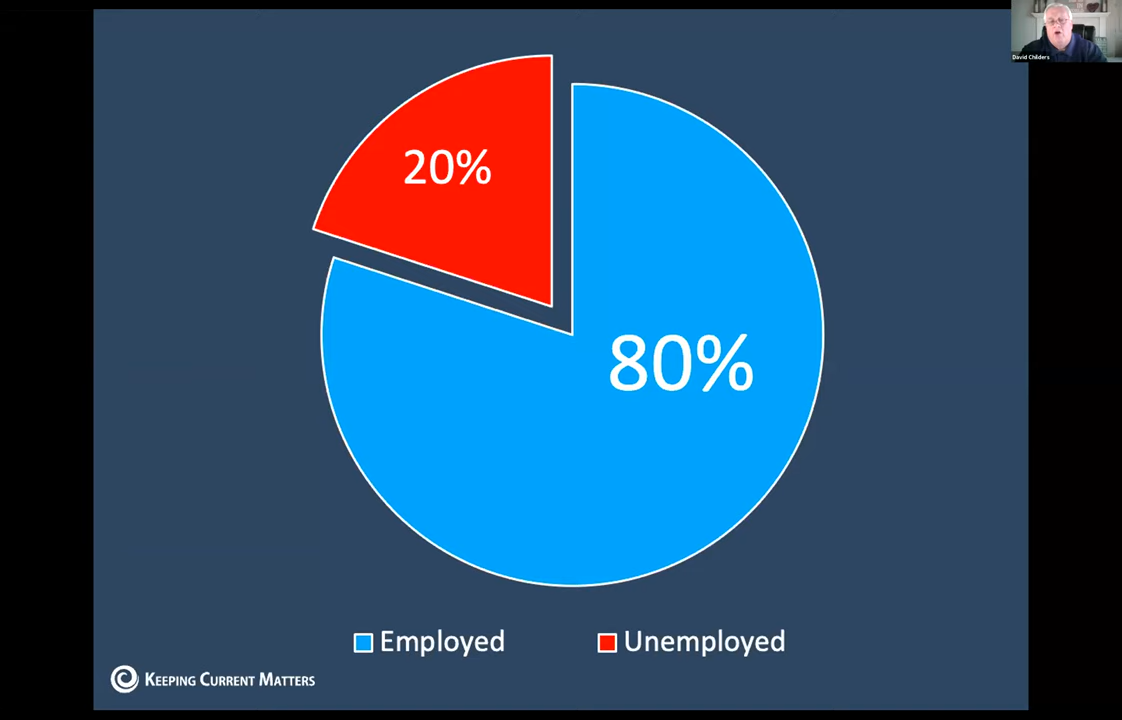 David Childers
20%
80%
Employed
Unemployed
KEEPING CURRENT MATTERS